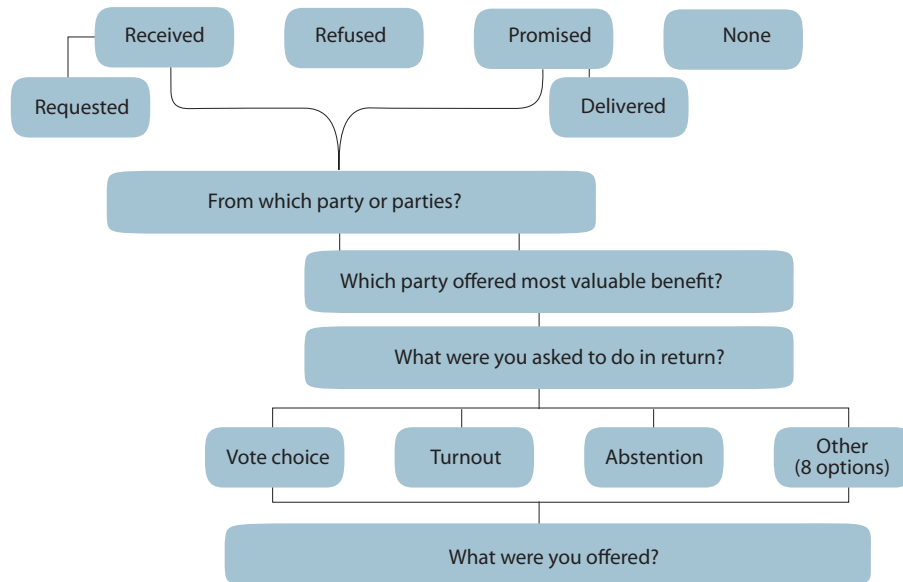 Received
Refused
Promised
None
Requested
Delivered
From which party or parties?
Which party offered most valuable benefit?
What were you asked to do in return?
Vote choice
Turnout
Abstention
Other
(8 options)
What were you offered?